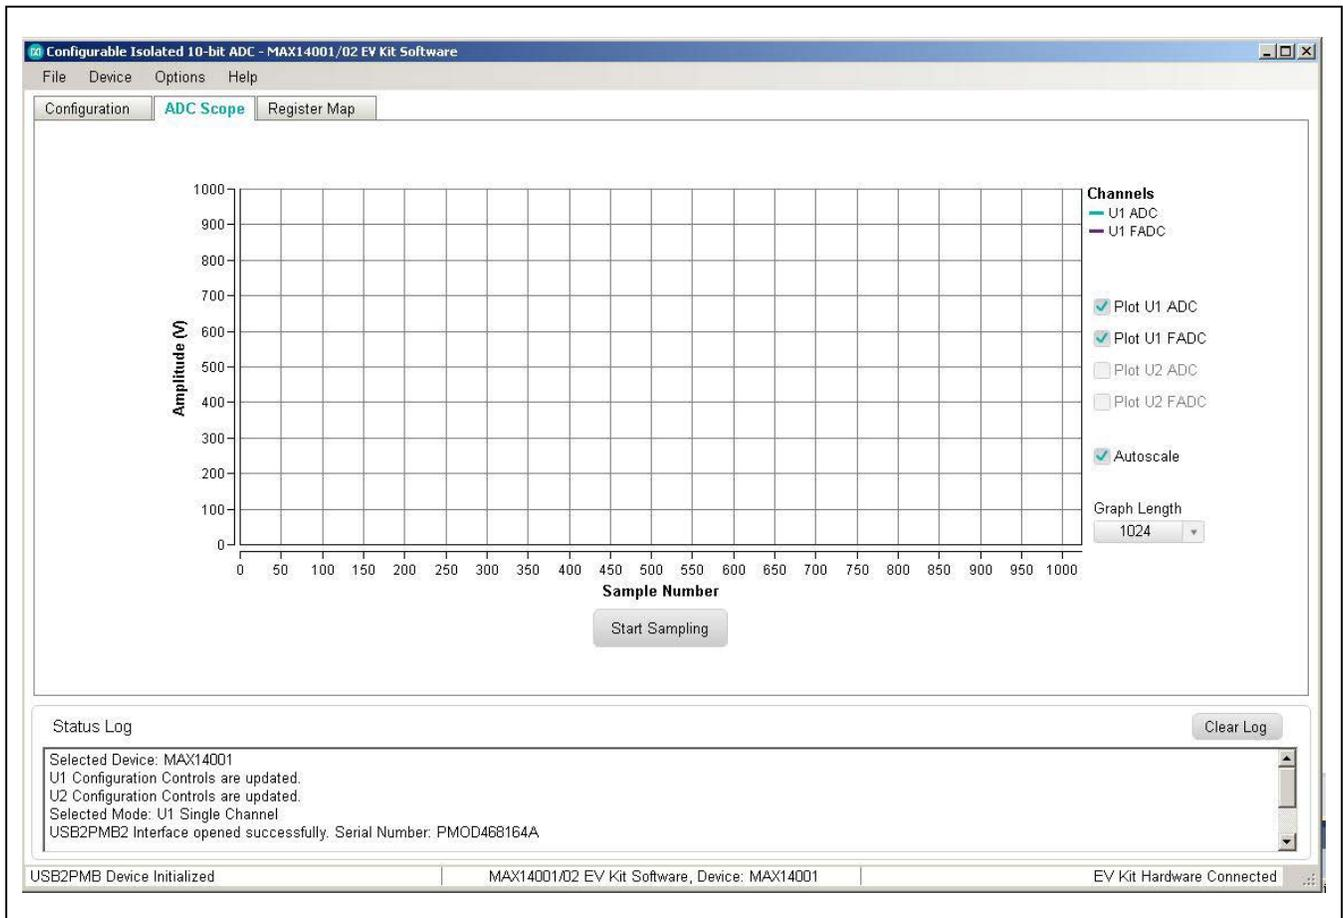 Configurable Isolated 10-bit ADC - MAX14001/02 EV Kit Software
File Device Options Help
Configuration ADC Scope Register Map
Amplitude (V)
1000
900
800
700
600
500
400
300
200
100
0
0 50 100 150 200 250 300 350 400 450 500 550 600 650 700 750 800 850 900 950 1000
Sample Number
Start Sampling
Channels
U1 ADC
U1 FADC
Plot U1 ADC
Plot U1 FADC
Plot U2 ADC
Plot U2 FADC
Autoscale
Graph Length
1024
Status Log
Clear Log
Selected Device: MAX14001
U1 Configuration Controls are updated.
U2 Configuration Controls are updated.
Selected Mode: U1 Single Channel
USB2PMB2 Interface opened successfully. Serial Number: PMOD468164A
USB2PMB Device Initialized
MAX14001/02 EV Kit Software, Device: MAX14001
EV Kit Hardware Connected